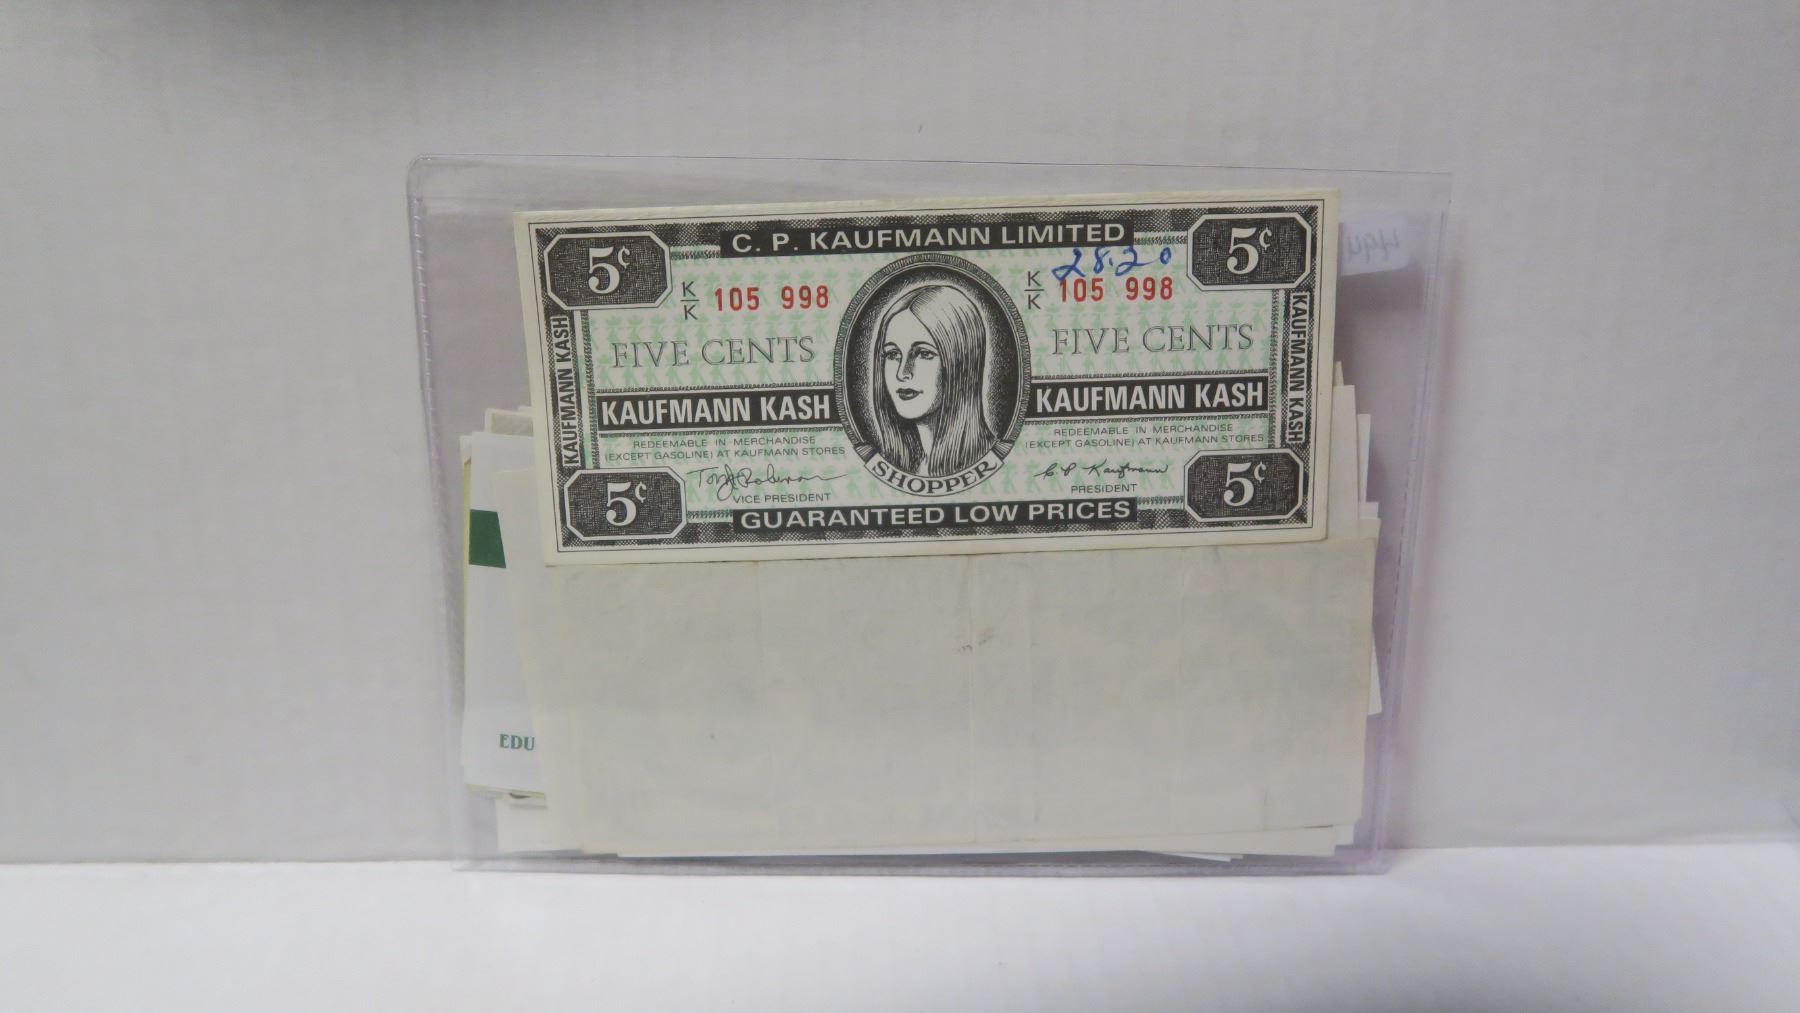 C. P. KAUFMANN LIMITED
5¢ 5¢
28.20
K/K 105 998 K/K 105 998
FIVE CENTS FIVE CENTS
KAUFMANN KASH KAUFMANN KASH
KAUFMANN KASH KAUFMANN KASH
REDEEMABLE IN MERCHANDISE
(EXCEPT GASOLINE) AT KAUFMANN STORES
REDEEMABLE IN MERCHANDISE
(EXCEPT GASOLINE) AT KAUFMANN STORES
SHOPPER
C. P. Kaufmann
VICE PRESIDENT PRESIDENT
5¢ 5¢
GUARANTEED LOW PRICES
EDU